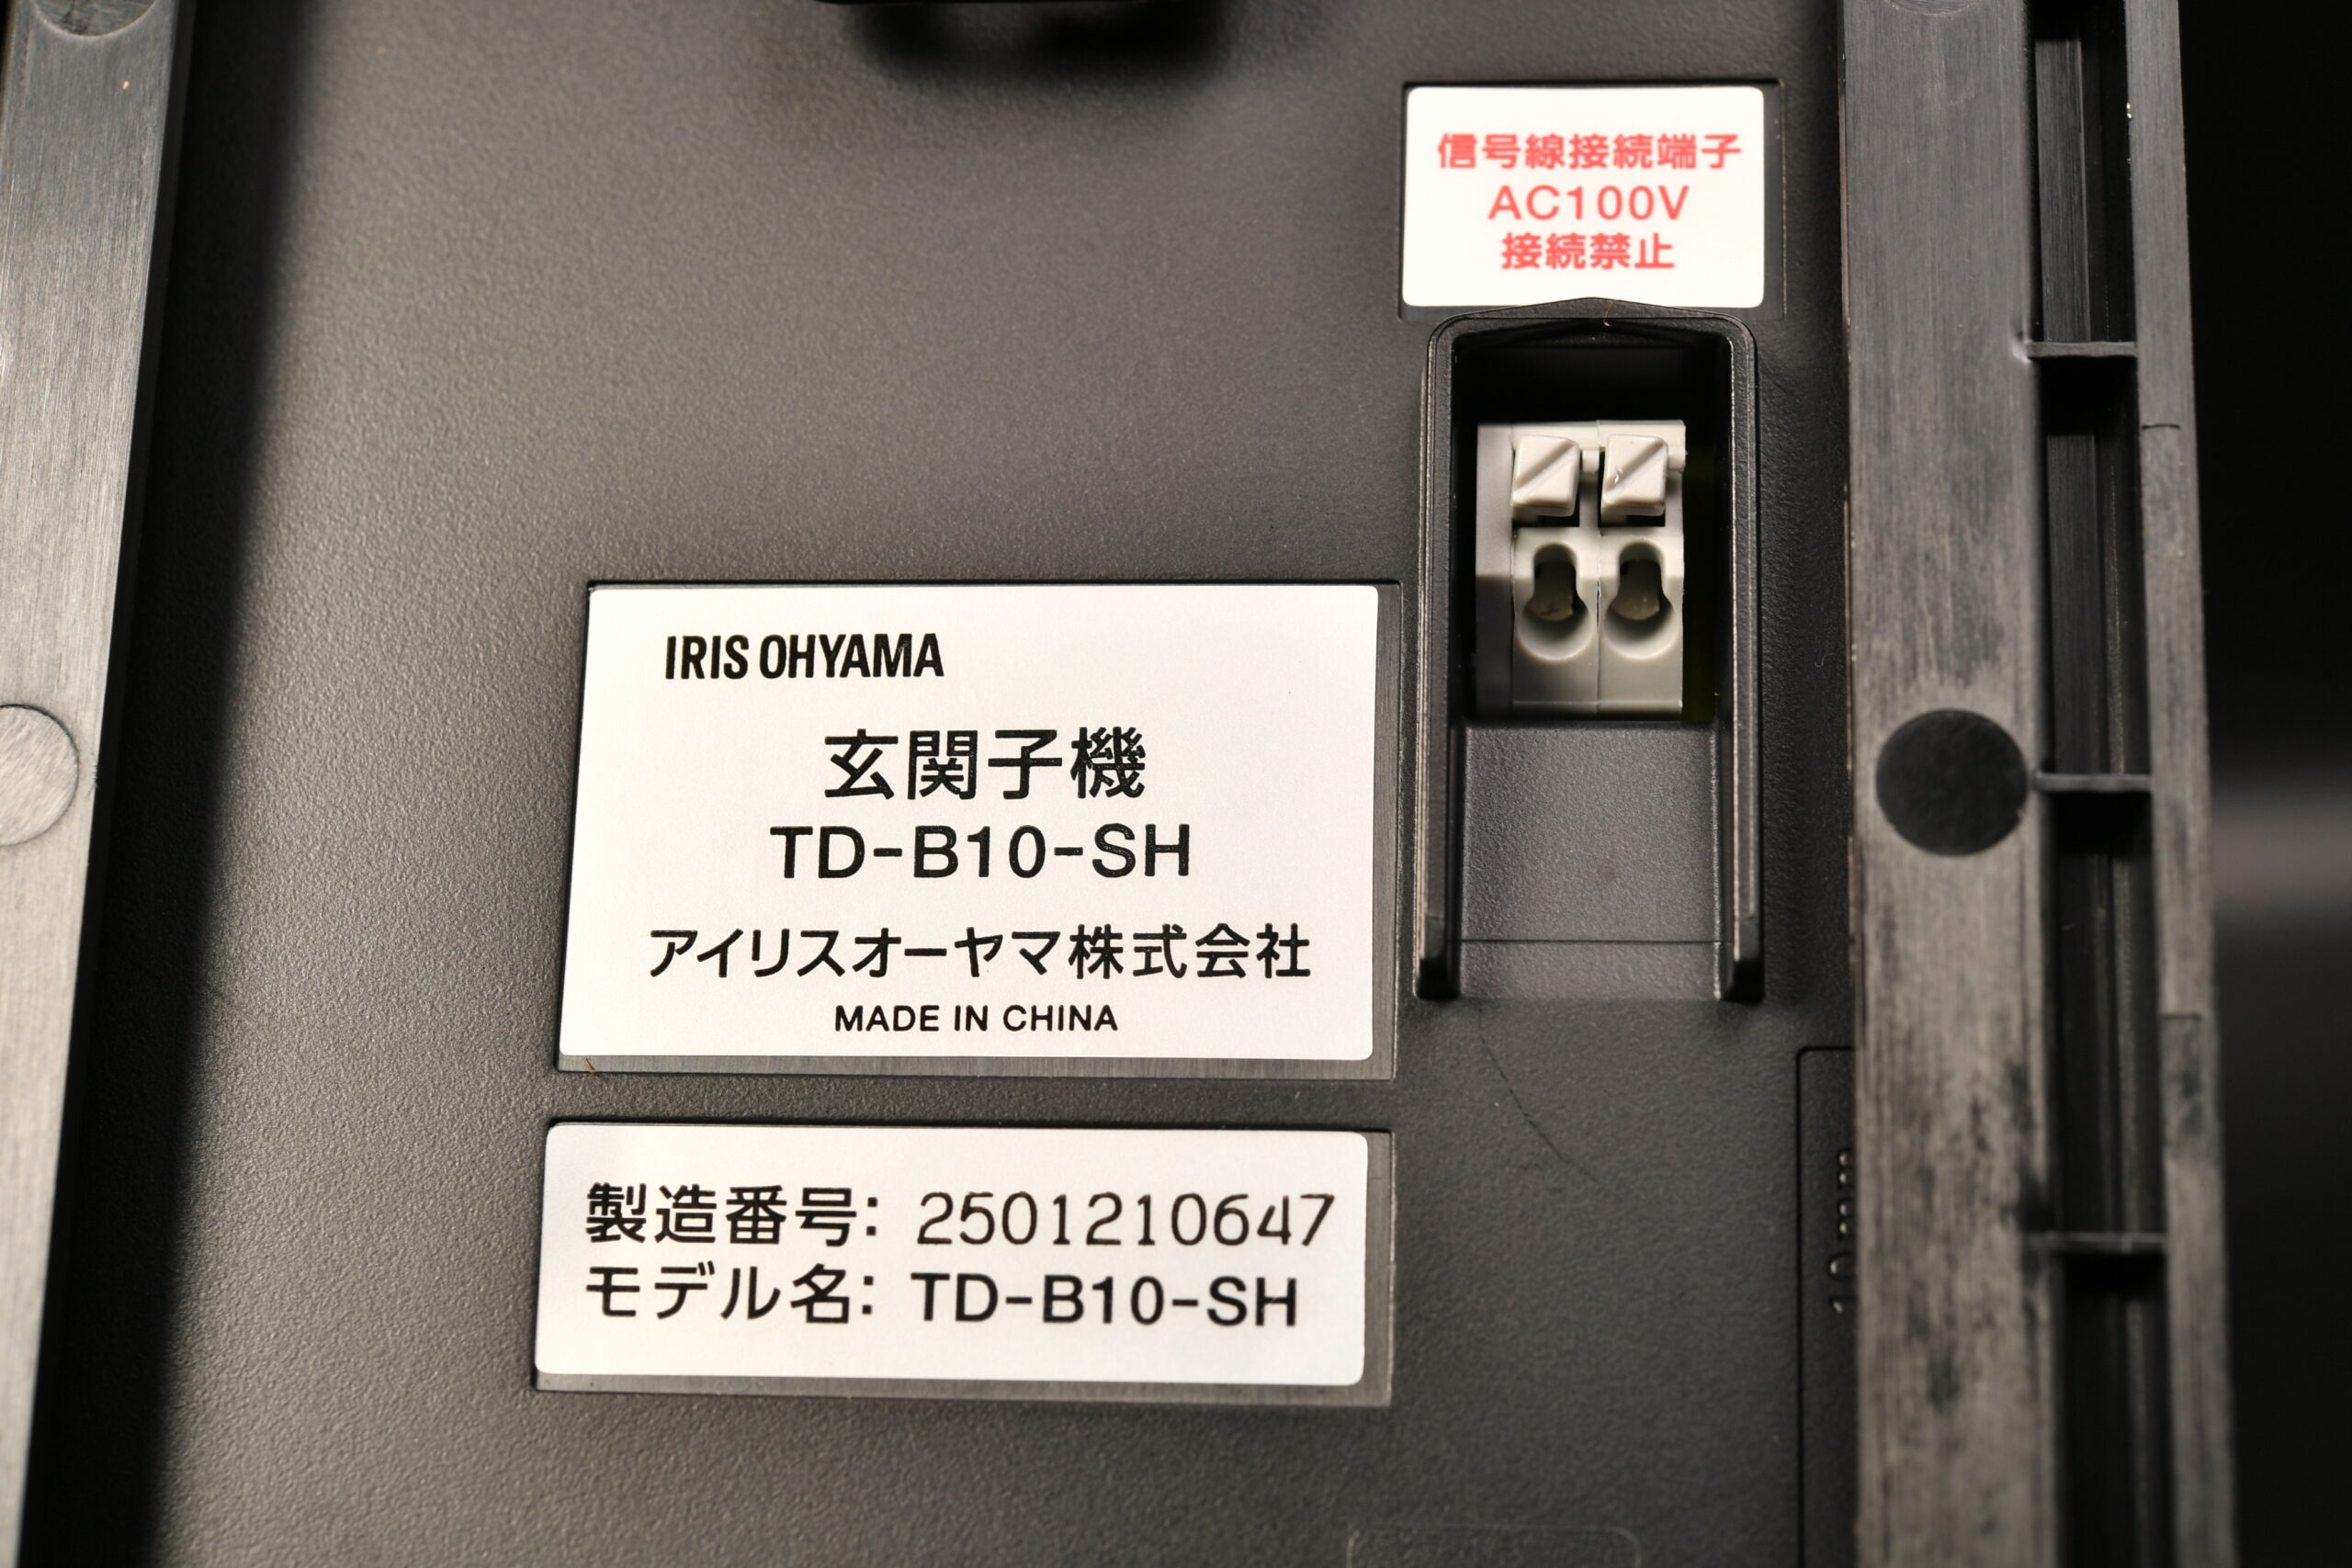 信号線接続端子
AC100V
接続禁止
IRIS OHYAMA
玄関子機
TD-B10-SH
アイリスオーヤマ株式会社
MADE IN CHINA
製造番号: 2501210647
モデル名: TD-B10-SH
10mm